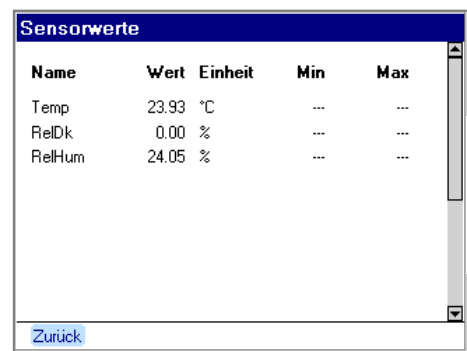 Sensorwerte
Name Wert Einheit Min Max
Temp 23.93 °C --- ---
RelDk 0.00 % --- ---
RelHum 24.05 % --- ---
Zurück